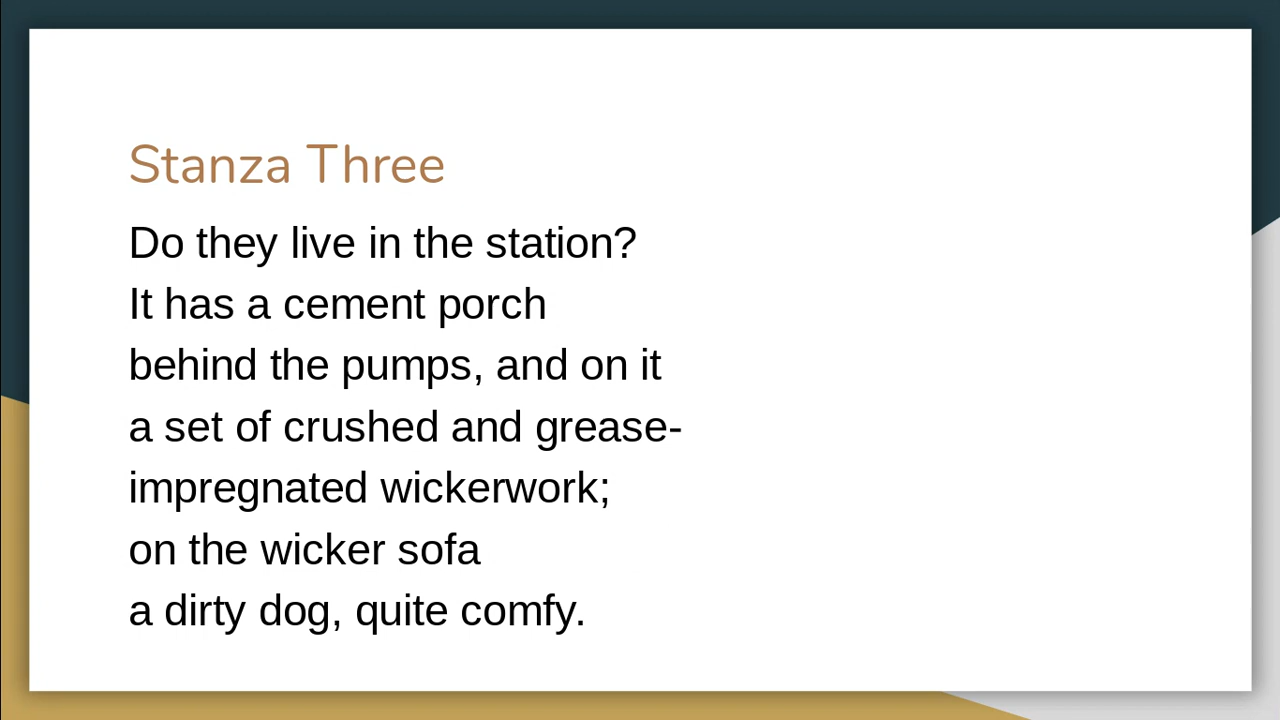 Stanza Three
Do they live in the station?
It has a cement porch
behind the pumps, and on it
a set of crushed and grease-
impregnated wickerwork;
on the wicker sofa
a dirty dog, quite comfy.